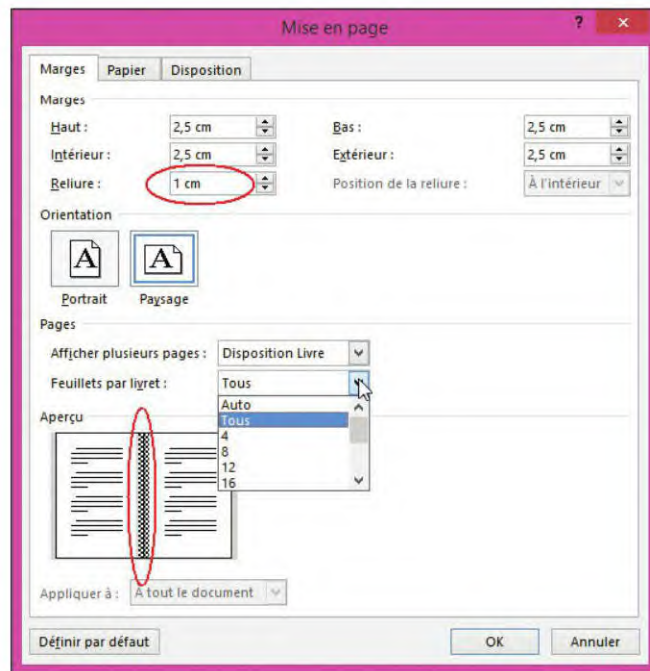 Mise en page
?
×
Marges Papier Disposition
Marges
Haut : 2,5 cm Bas : 2,5 cm
Intérieur : 2,5 cm Extérieur : 2,5 cm
Reliure : 1 cm Position de la reliure : À l'intérieur
Orientation
A A
Portrait Paysage
Pages
Afficher plusieurs pages : Disposition Livre
Feuillets par livret : Tous
Auto
Tous
4
8
12
16
Aperçu
Appliquer à : À tout le document
Définir par défaut OK Annuler